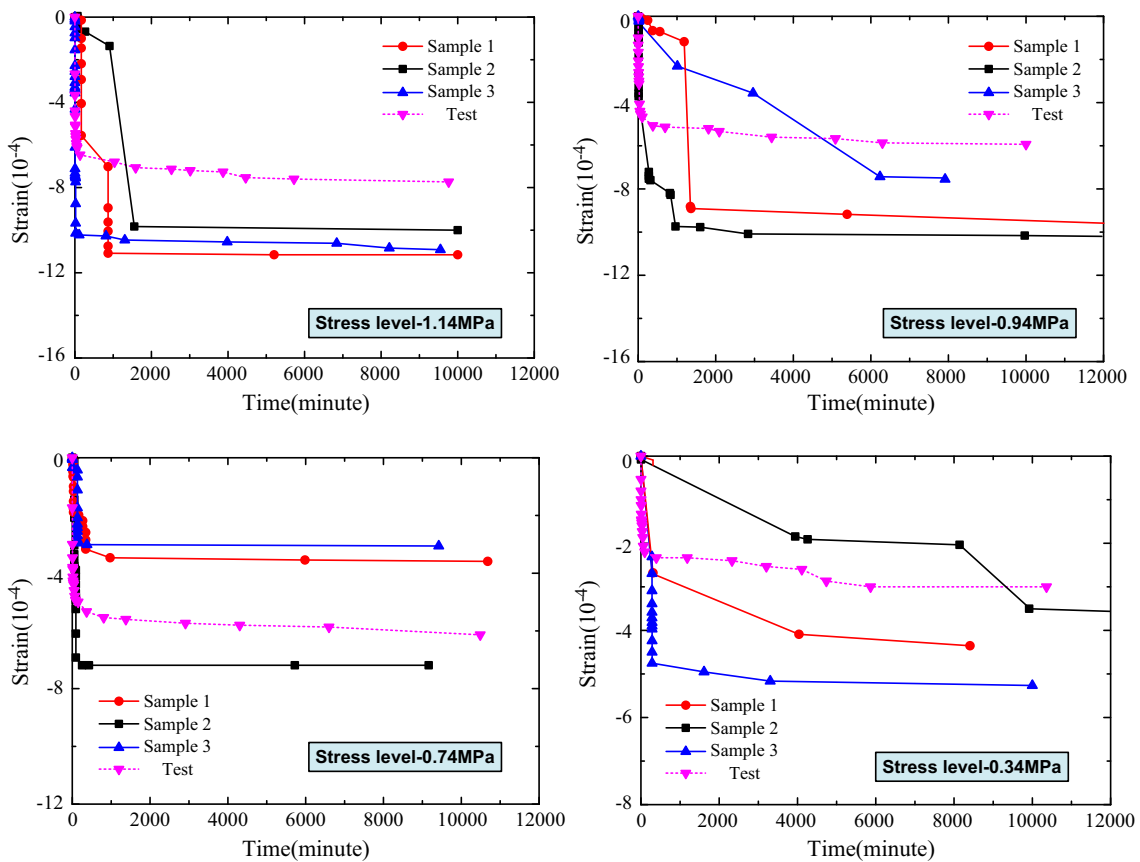 0
-4
-8
-12
-16
Strain(10⁻⁴)
Sample 1
Sample 2
Sample 3
Test
Stress level-1.14MPa
0 2000 4000 6000 8000 10000 12000
Time(minute)
0
-4
-8
-12
-16
Strain(10⁻⁴)
Sample 1
Sample 2
Sample 3
Test
Stress level-0.94MPa
0 2000 4000 6000 8000 10000 12000
Time(minute)
0
-4
-8
-12
Strain(10⁻⁴)
Sample 1
Sample 2
Sample 3
Test
Stress level-0.74MPa
0 2000 4000 6000 8000 10000 12000
Time(minute)
0
-2
-4
-6
-8
Strain(10⁻⁴)
Sample 1
Sample 2
Sample 3
Test
Stress level-0.34MPa
0 2000 4000 6000 8000 10000 12000
Time(minute)